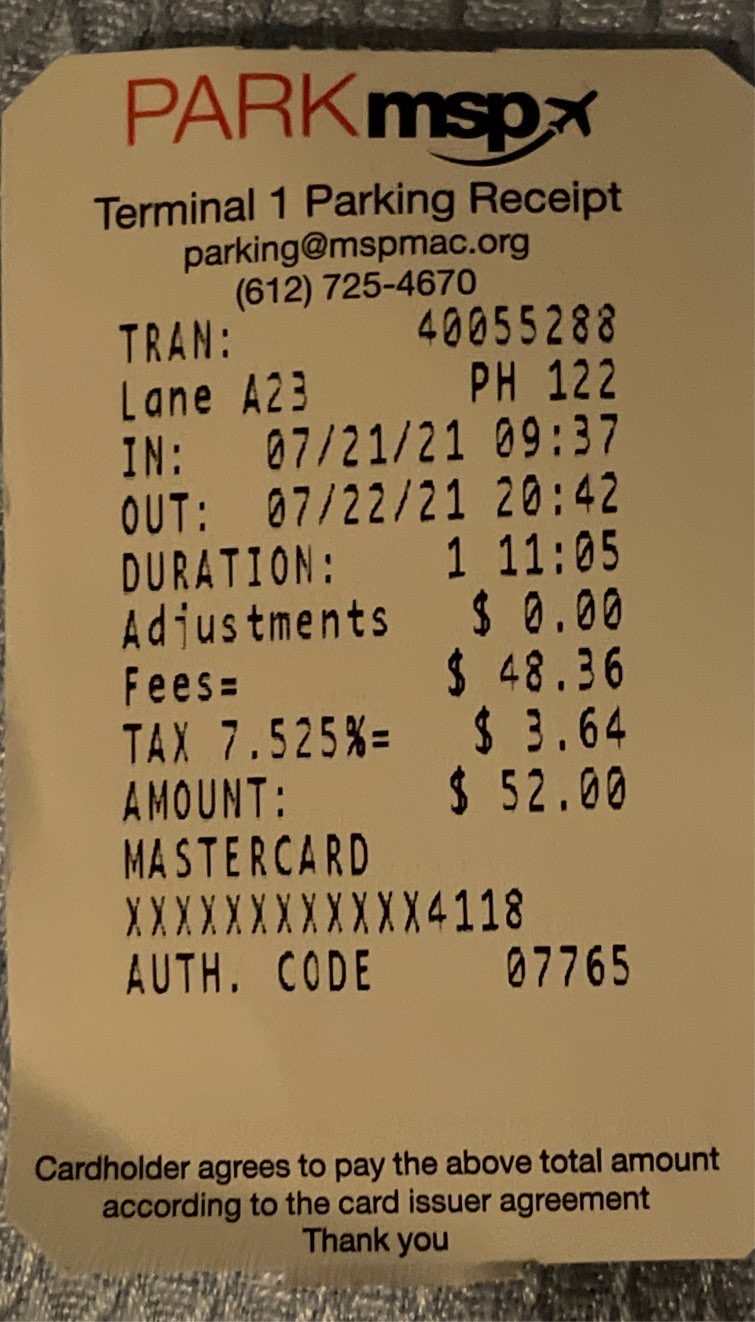 PARKmsp
Terminal 1 Parking Receipt
parking@mspmac.org
(612) 725-4670
TRAN: 40055288
Lane A23 PH 122
IN: 07/21/21 09:37
OUT: 07/22/21 20:42
DURATION: 1 11:05
Adjustments $ 0.00
Fees= $ 48.36
TAX 7.525%= $ 3.64
AMOUNT: $ 52.00
MASTERCARD
XXXXXXXXXXXX4118
AUTH. CODE 07765
Cardholder agrees to pay the above total amount
according to the card issuer agreement
Thank you